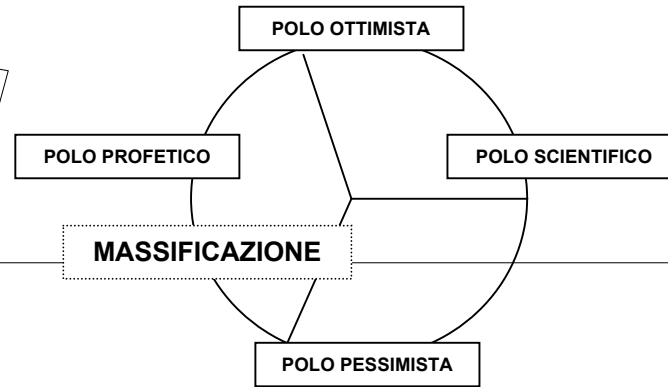 POLO OTTIMISTA
POLO PROFETICO
POLO SCIENTIFICO
MASSIFICAZIONE
POLO PESSIMISTA